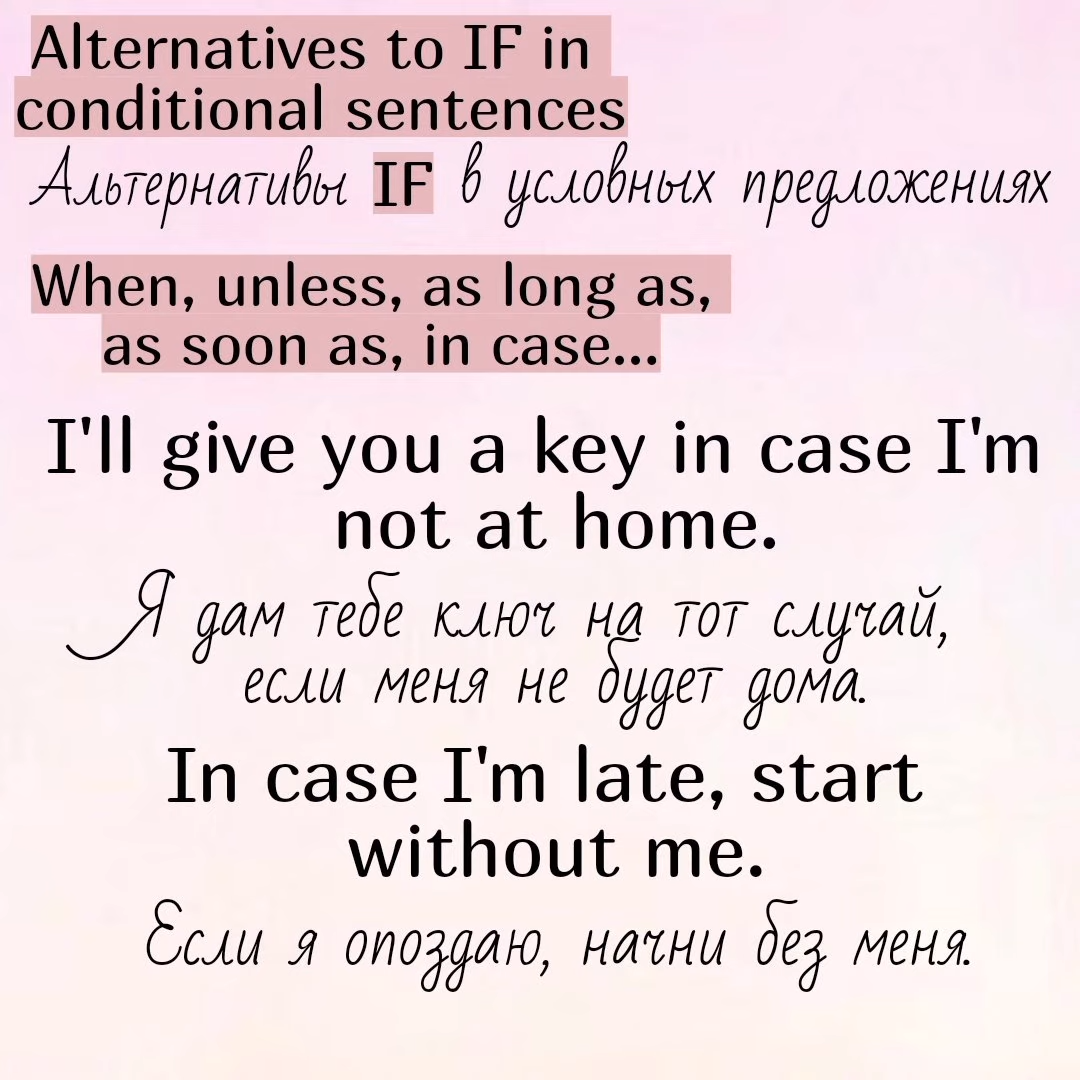 Alternatives to IF in
conditional sentences
Альтернативы IF в условных предложениях
When, unless, as long as,
as soon as, in case...
I'll give you a key in case I'm
not at home.
Я дам тебе ключ на тот случай,
если меня не будет дома.
In case I'm late, start
without me.
Если я опоздаю, начни без меня.